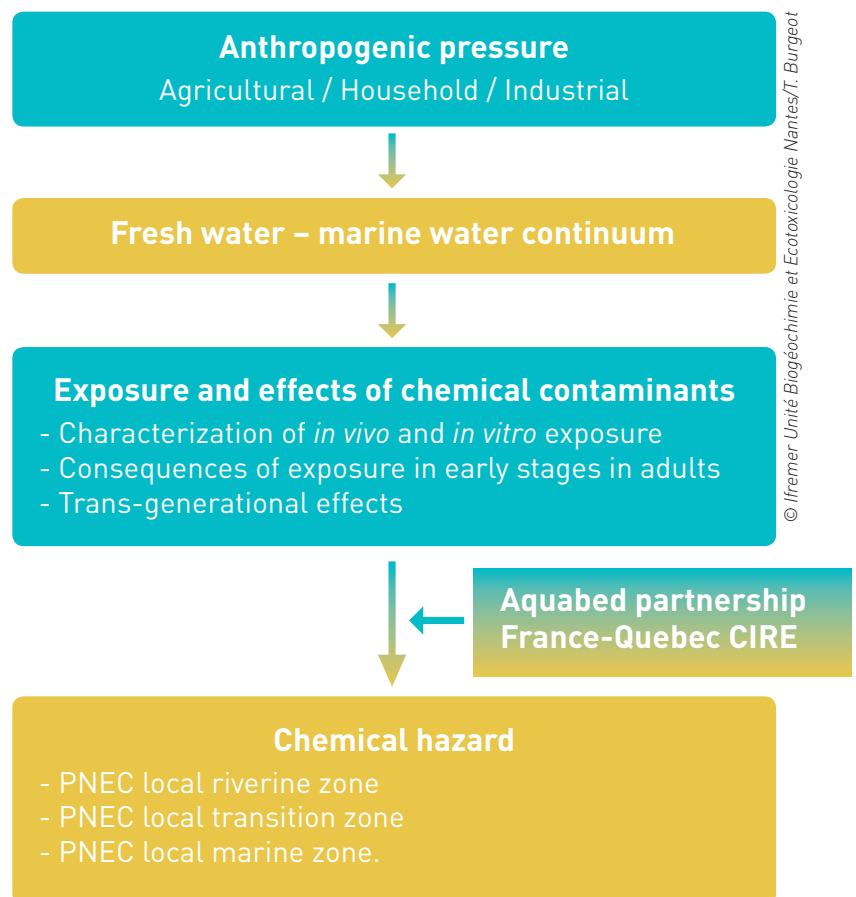 Anthropogenic pressure
Agricultural / Household / Industrial
© Ifremer Unité Biogéochimie et Ecotoxicologie Nantes/T. Burgeot
Fresh water – marine water continuum
Exposure and effects of chemical contaminants
- Characterization of in vivo and in vitro exposure
- Consequences of exposure in early stages in adults
- Trans-generational effects
Aquabed partnership
France-Quebec CIRE
Chemical hazard
- PNEC local riverine zone
- PNEC local transition zone
- PNEC local marine zone.